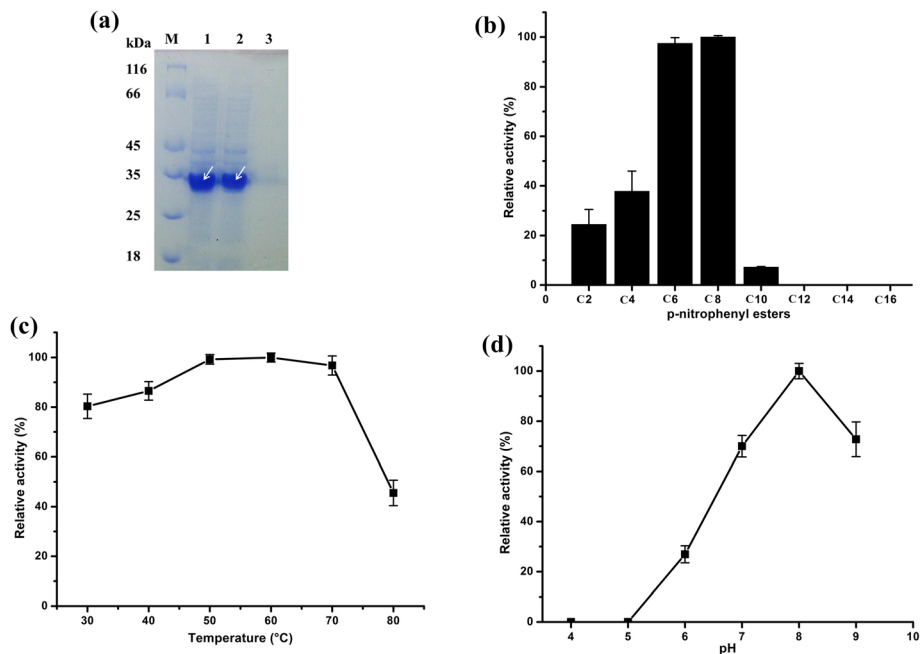 (a)
kDa M 1 2 3
116
66
45
35
25
18
(b)
Relative activity (%)
100
80
60
40
20
0
0 C2 C4 C6 C8 C10 C12 C14 C16
p-nitrophenyl esters
(c)
Relative activity (%)
100
80
60
40
20
0
30 40 50 60 70 80
Temperature (°C)
(d)
Relative activity (%)
100
80
60
40
20
0
4 5 6 7 8 9 10
pH